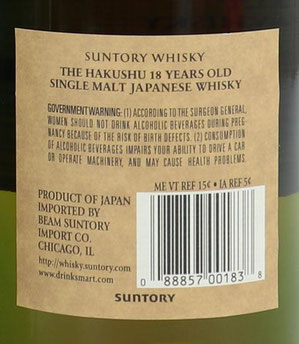 SUNTORY WHISKY
THE HAKUSHU 18 YEARS OLD
SINGLE MALT JAPANESE WHISKY
GOVERNMENT WARNING: (1) ACCORDING TO THE SURGEON GENERAL,
WOMEN SHOULD NOT DRINK ALCOHOLIC BEVERAGES DURING PREG-
NANCY BECAUSE OF THE RISK OF BIRTH DEFECTS. (2) CONSUMPTION
OF ALCOHOLIC BEVERAGES IMPAIRS YOUR ABILITY TO DRIVE A CAR
OR OPERATE MACHINERY, AND MAY CAUSE HEALTH PROBLEMS.
PRODUCT OF JAPAN
IMPORTED BY
BEAM SUNTORY
IMPORT CO.
CHICAGO, IL
http://whisky.suntory.com
www.drinksmart.com
ME VT REF 15¢ • IA REF 5¢
0 88857 00183 8
SUNTORY